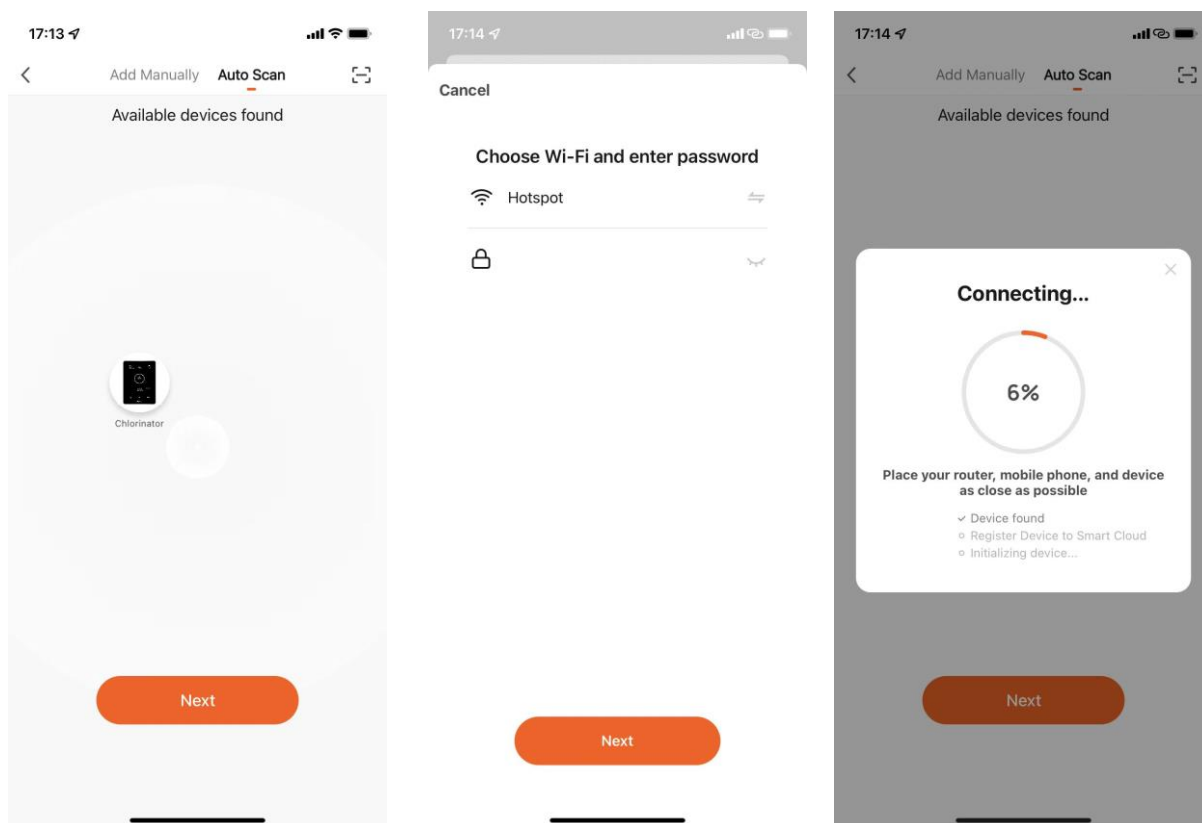 17:13
Add Manually Auto Scan
Available devices found
Chlorinator
Next
17:14
Cancel
Choose Wi-Fi and enter password
Hotspot
Next
17:14
Add Manually Auto Scan
Available devices found
Connecting...
6%
Place your router, mobile phone, and device
as close as possible
Device found
Register Device to Smart Cloud
Initializing device...
Next